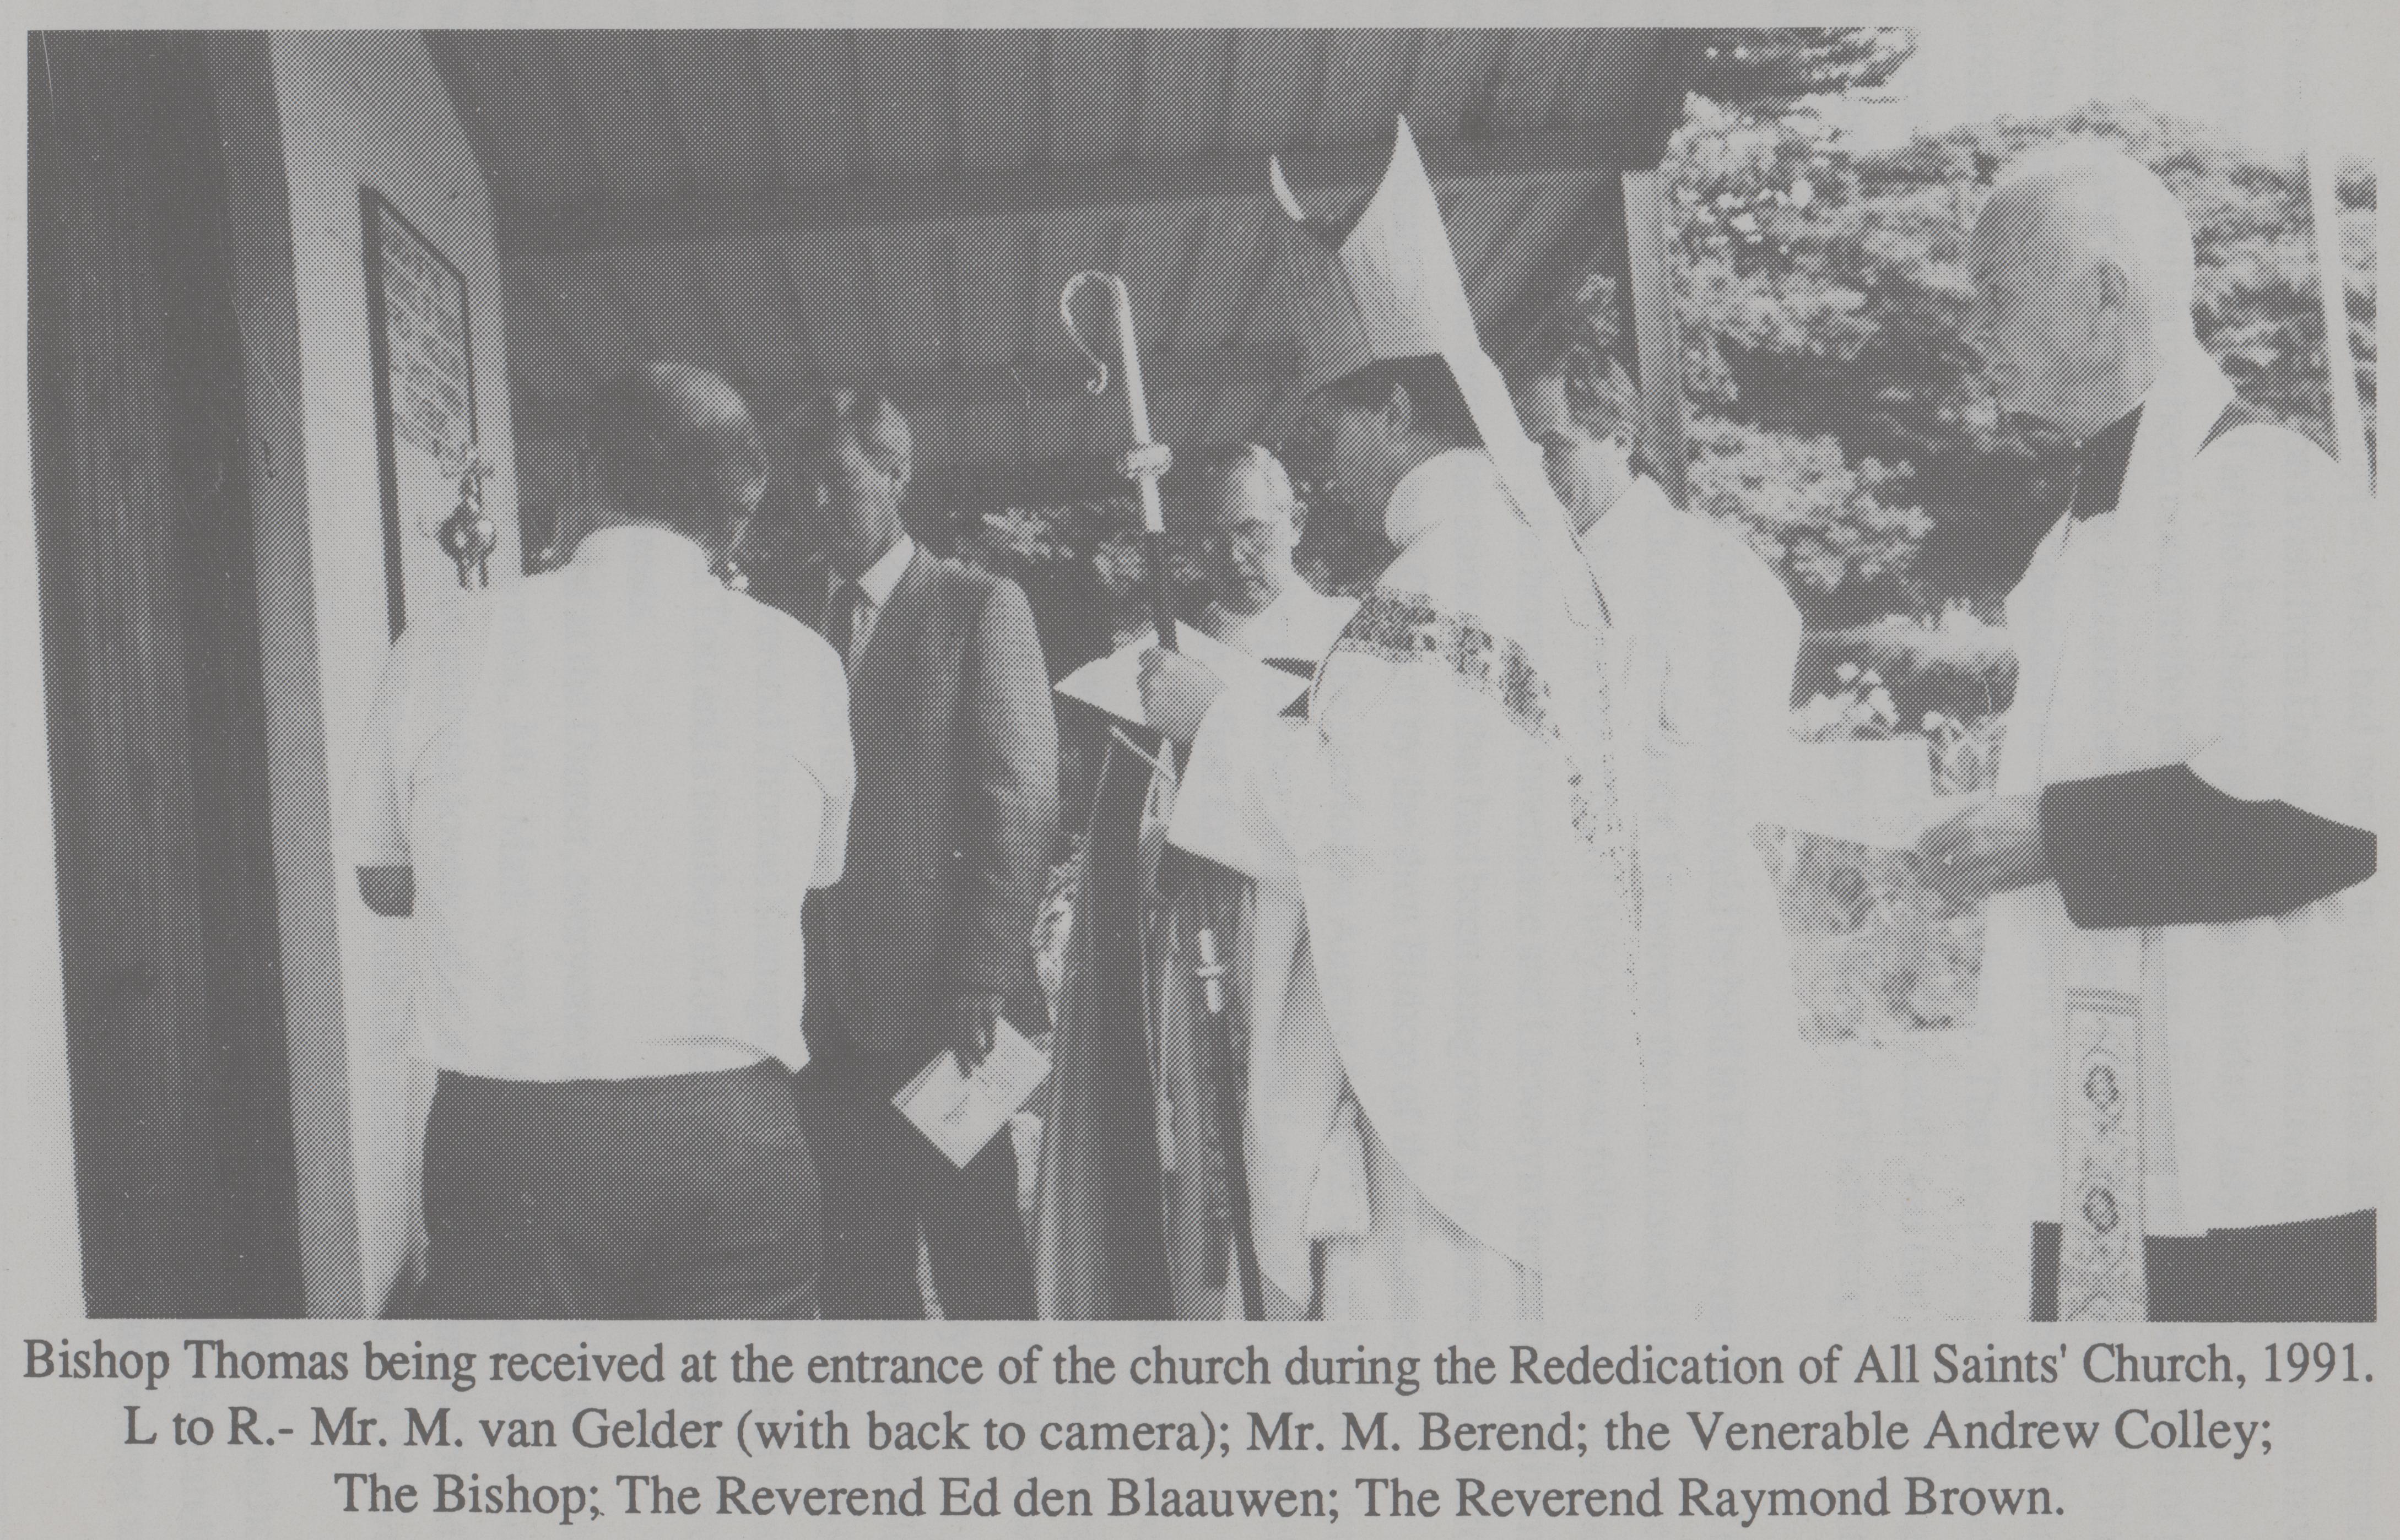 Bishop Thomas being received at the entrance of the church during the Rededication of All Saints' Church, 1991.
L to R.- Mr. M. van Gelder (with back to camera); Mr. M. Berend; the Venerable Andrew Colley;
The Bishop; The Reverend Ed den Blaauwen; The Reverend Raymond Brown.